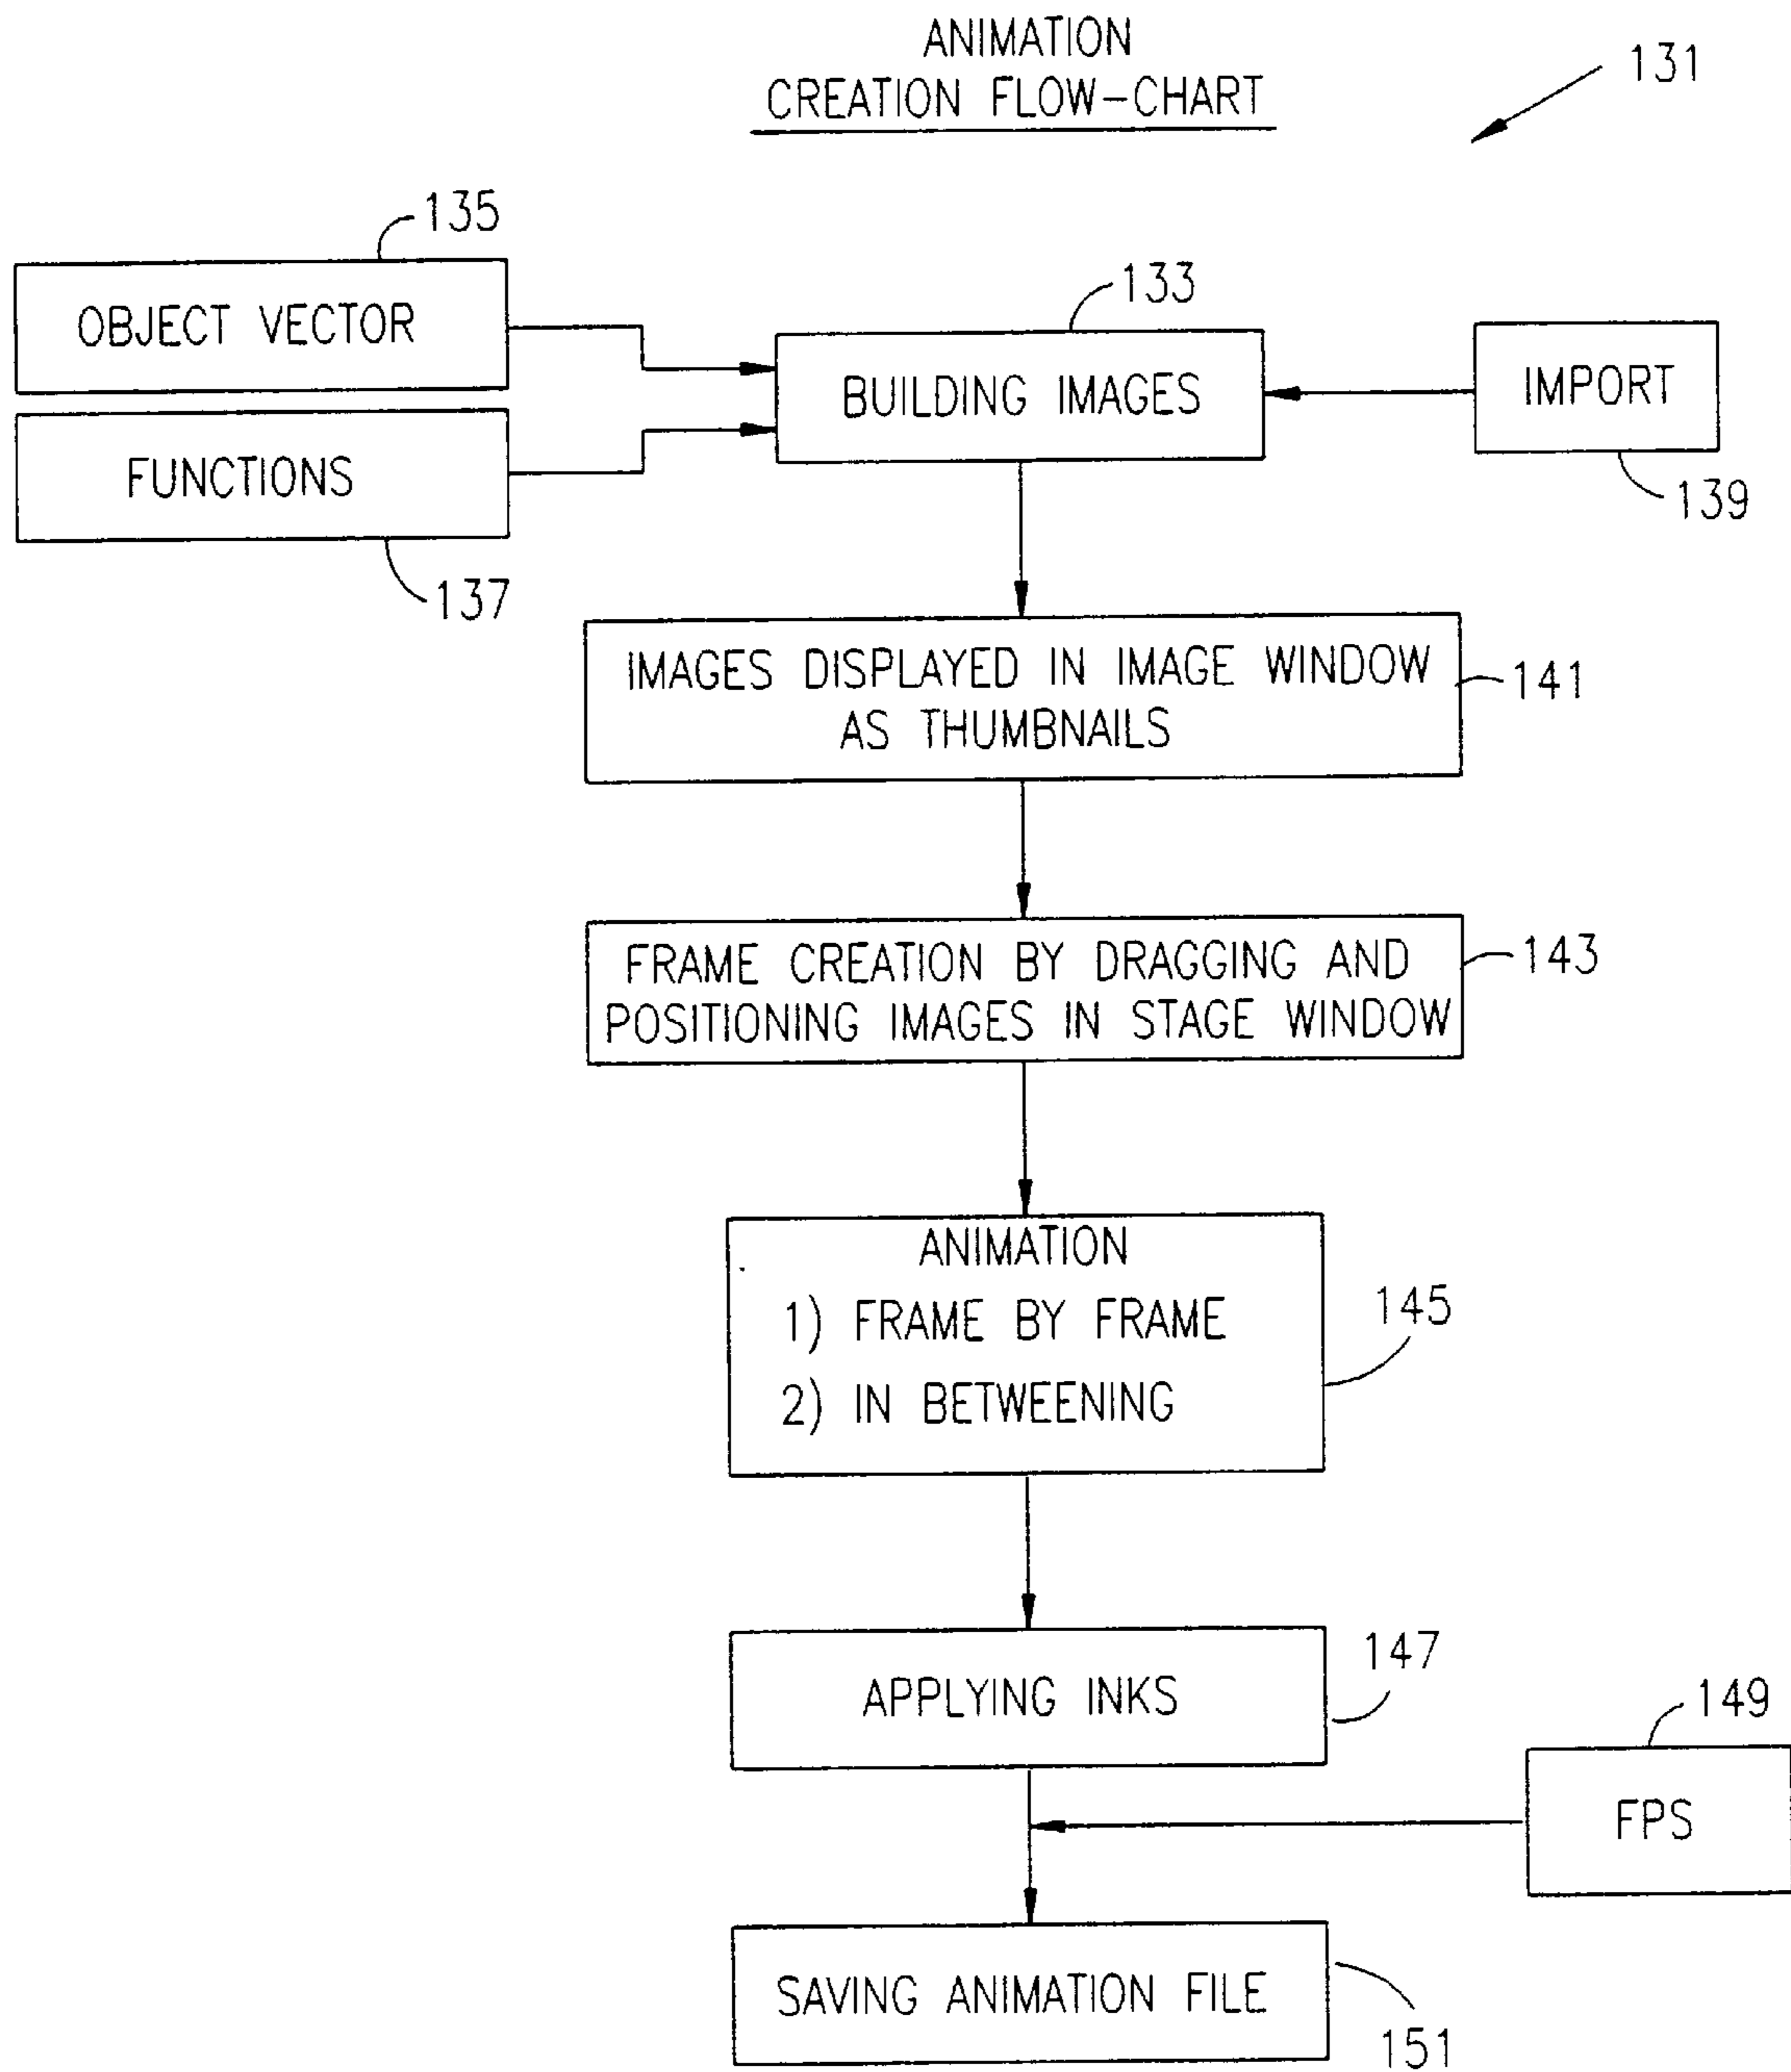 ANIMATION
CREATION FLOW-CHART
131
135
OBJECT VECTOR
133
BUILDING IMAGES
IMPORT
139
FUNCTIONS
137
IMAGES DISPLAYED IN IMAGE WINDOW
AS THUMBNAILS
141
FRAME CREATION BY DRAGGING AND
POSITIONING IMAGES IN STAGE WINDOW
143
ANIMATION
1) FRAME BY FRAME
2) IN BETWEENING
145
APPLYING INKS
147
149
FPS
SAVING ANIMATION FILE
151